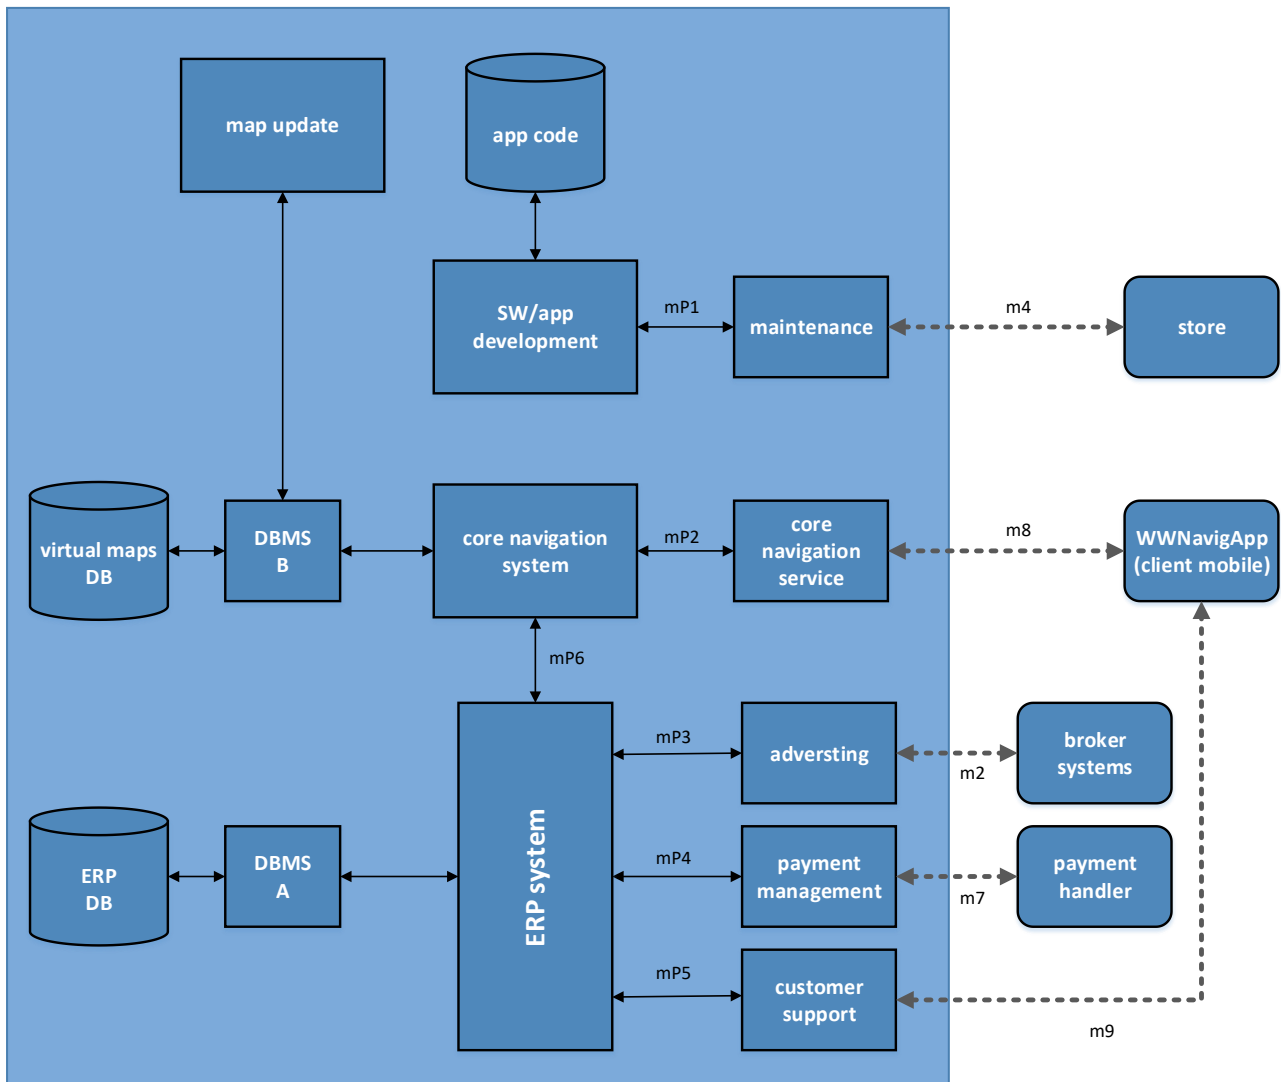 map update
app code
SW/app
development
mP1
maintenance
m4
store
virtual maps
DB
DBMS
B
core navigation
system
mP2
core
navigation
service
m8
WWNavigApp
(client mobile)
mP6
ERP system
mP3
adversting
m2
broker
systems
ERP
DB
DBMS
A
mP4
payment
management
m7
payment
handler
mP5
customer
support
m9